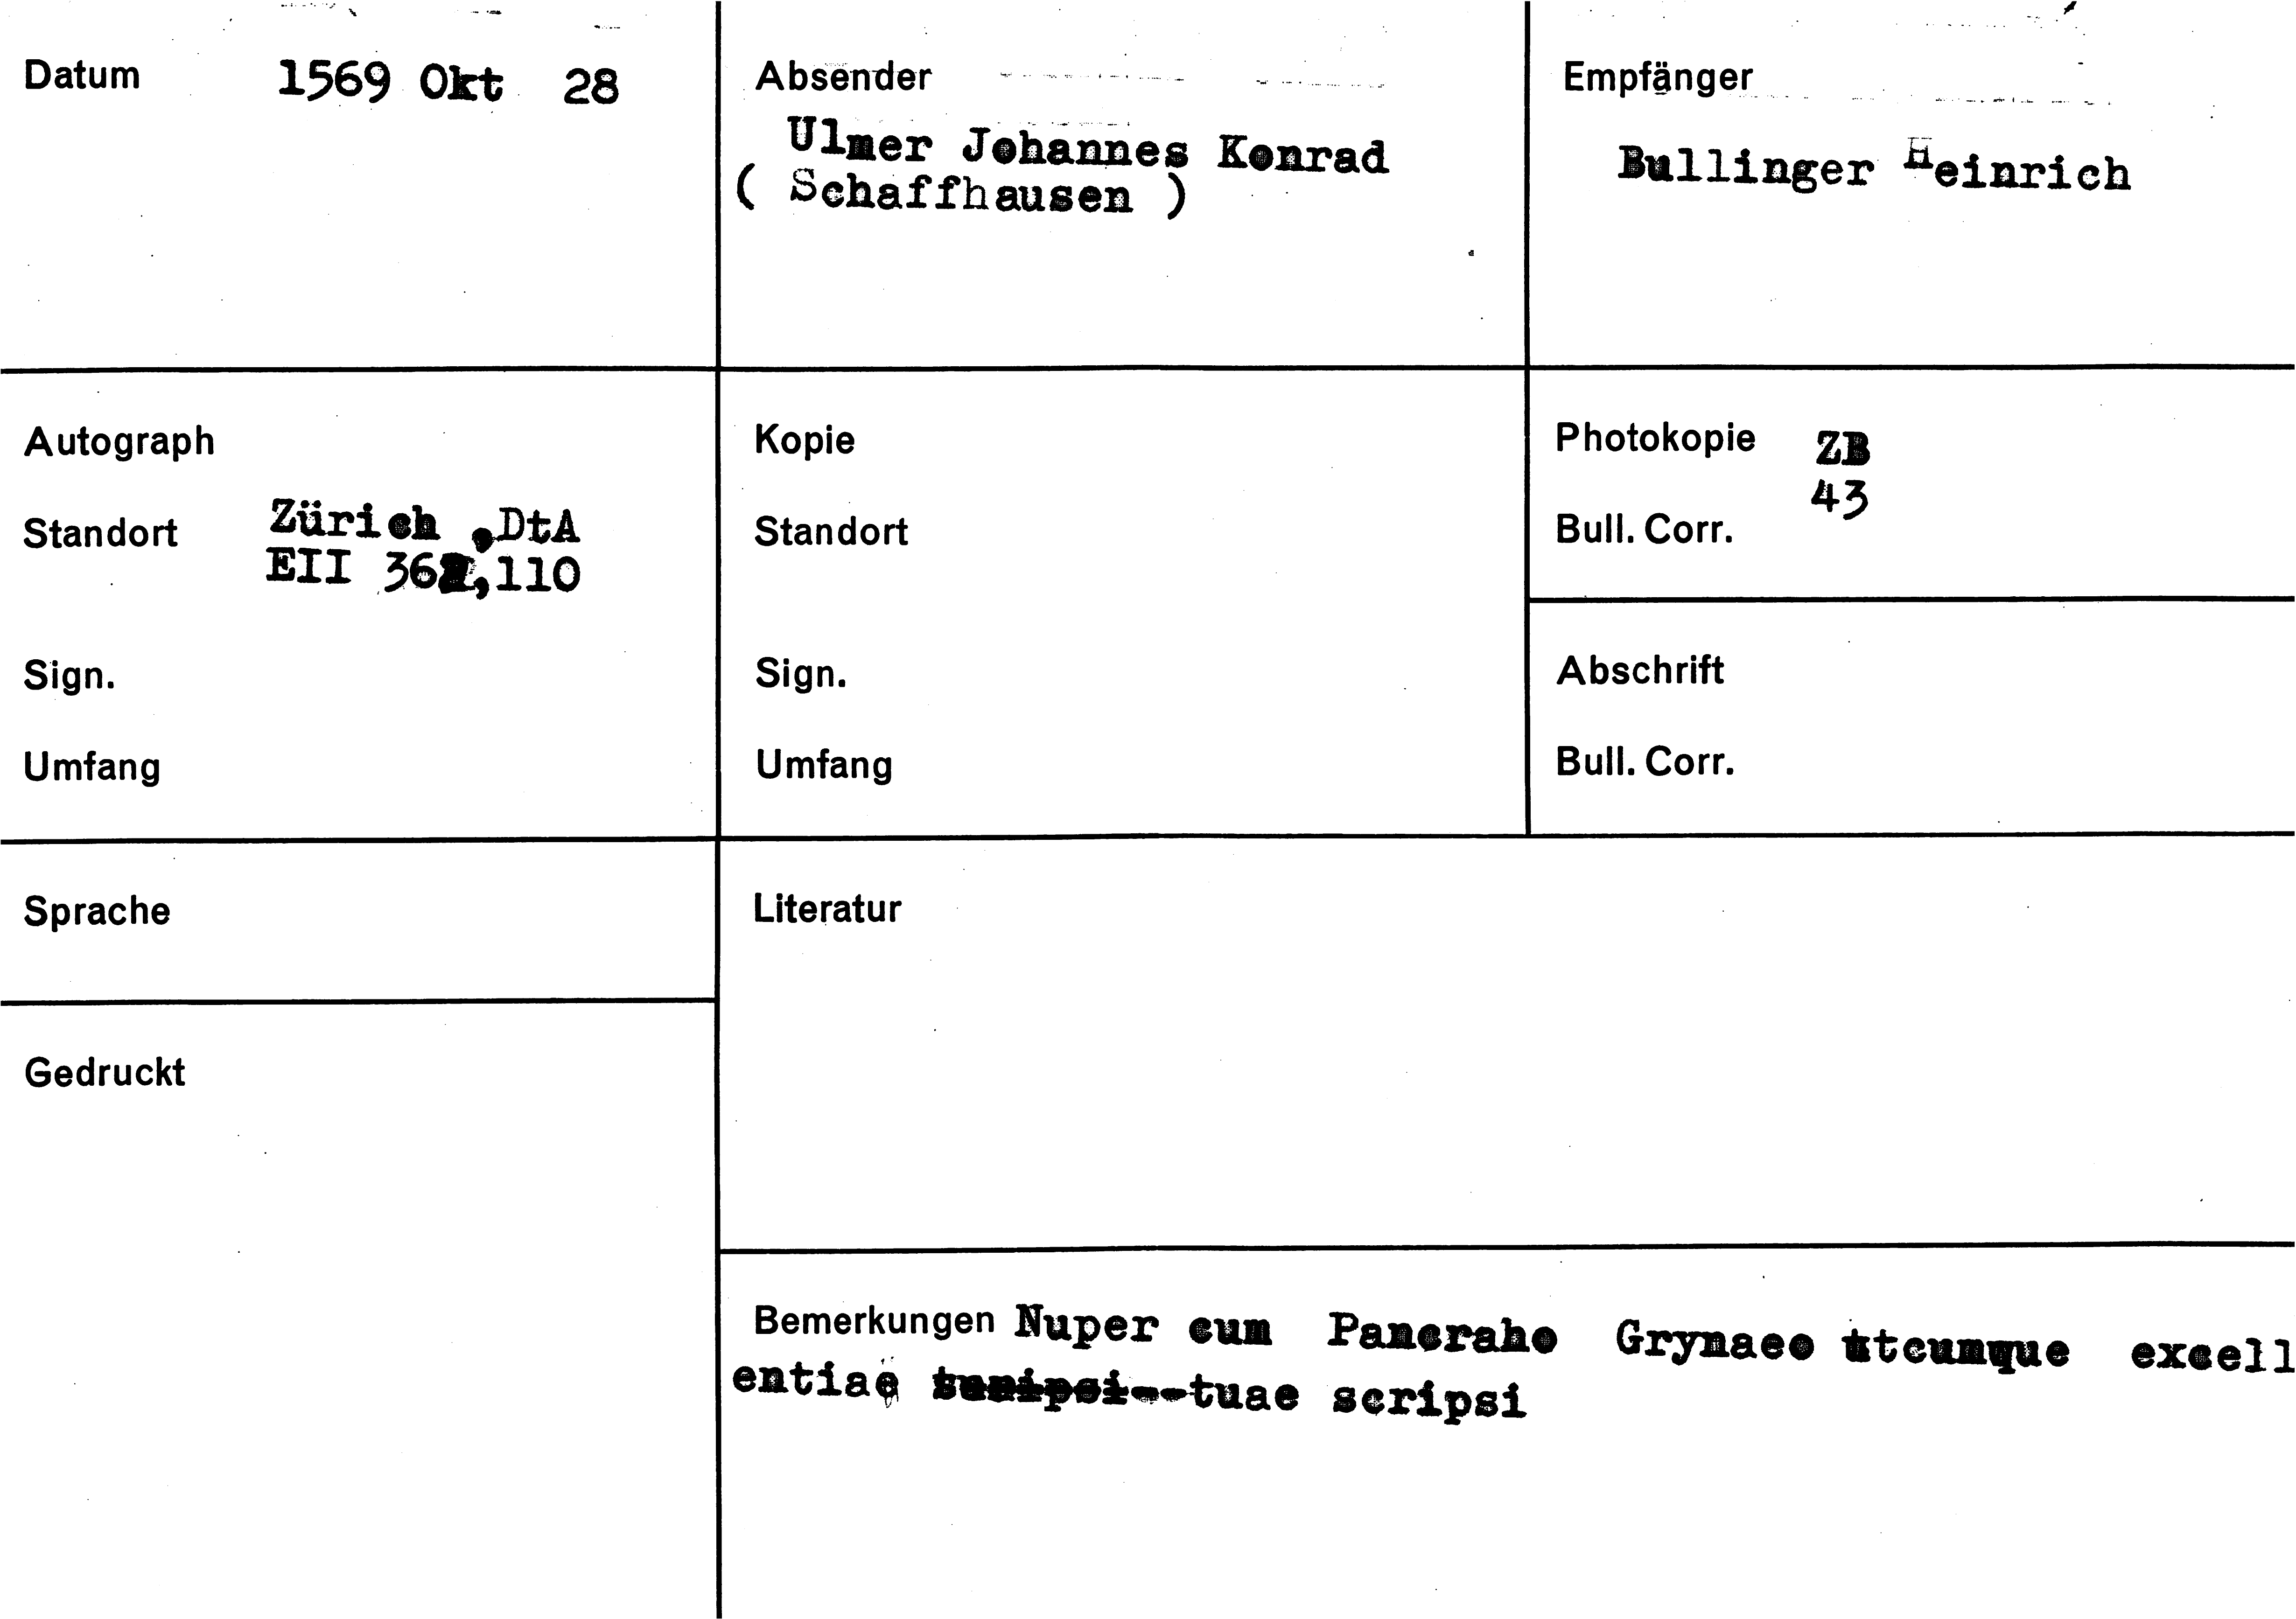 Datum 1569 Okt 28
Absender
Ulmer Johannes Konrad
( Schaffhausen )
Empfänger
Bullinger Heinrich
Autograph
Standort Zürich ,DtA
EII 362,110
Sign.
Umfang
Kopie
Standort
Sign.
Umfang
Photokopie ZB
43
Bull. Corr.
Abschrift
Bull. Corr.
Sprache
Literatur
Gedruckt
Bemerkungen Nuper cum Pancraho Grynaeo utcumque excell
entiae tuae scripsi